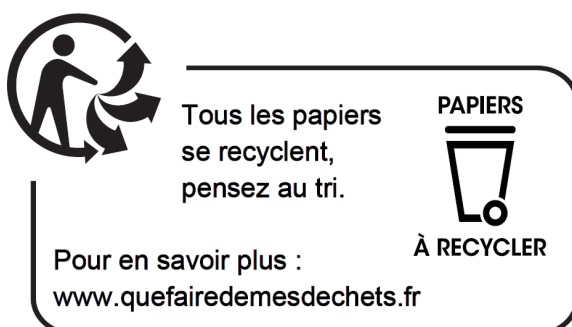 Tous les papiers
se recyclent,
pensez au tri.
PAPIERS
À RECYCLER
Pour en savoir plus :
www.quefairedemesdechets.fr